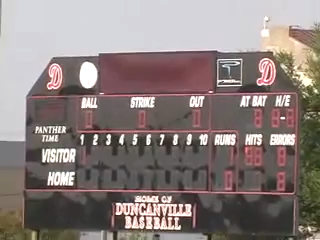 D D
BALL STRIKE OUT AT BAT H/E
PANTHER
TIME
1 2 3 4 5 6 7 8 9 10 RUNS HITS ERRORS
VISITOR
HOME
HOME OF
DUNCANVILLE
BASEBALL